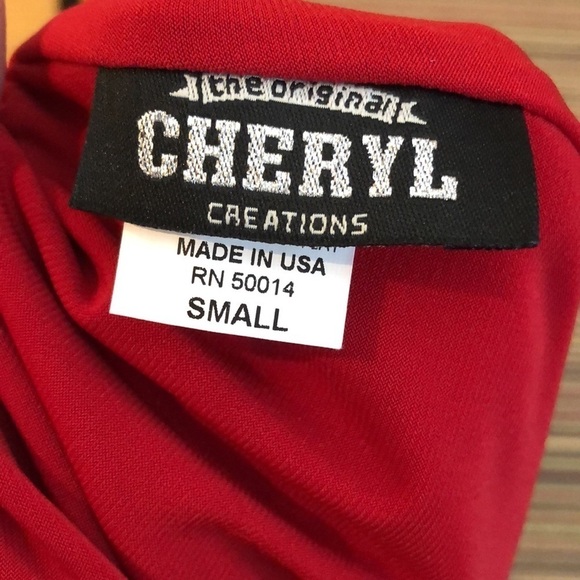 the original
CHERYL
CREATIONS
MADE IN USA
RN 50014
SMALL